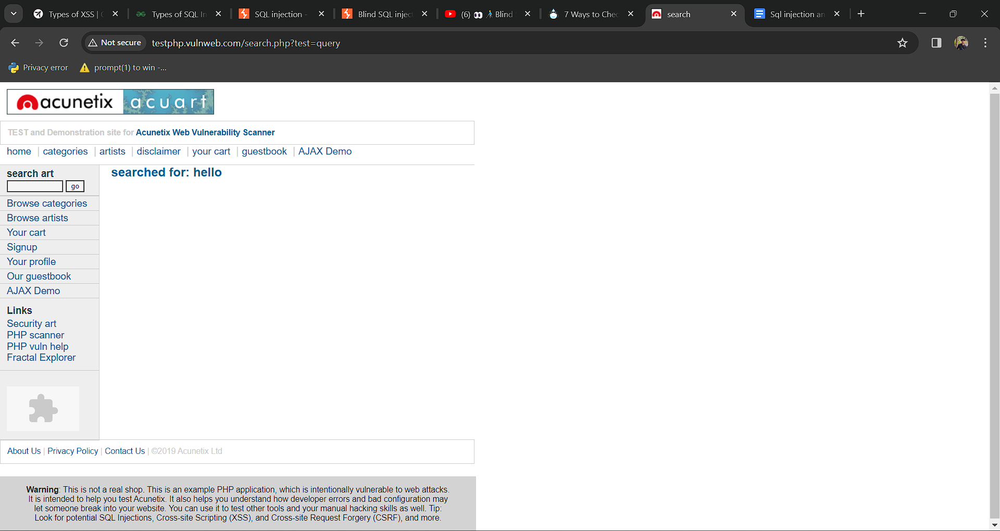 Types of XSS | 
Types of SQL In
SQL injection -
Blind SQL injec
(6) 👀 🚶Blind
7 Ways to Chec
search
Sql injection an
Not secure
testphp.vulnweb.com/search.php?test=query
Privacy error
prompt(1) to win -...
acunetix acuart
TEST and Demonstration site for Acunetix Web Vulnerability Scanner
home | categories | artists | disclaimer | your cart | guestbook | AJAX Demo
search art
go
searched for: hello
Browse categories
Browse artists
Your cart
Signup
Your profile
Our guestbook
AJAX Demo
Links
Security art
PHP scanner
PHP vuln help
Fractal Explorer
About Us | Privacy Policy | Contact Us | ©2019 Acunetix Ltd
Warning: This is not a real shop. This is an example PHP application, which is intentionally vulnerable to web attacks.
It is intended to help you test Acunetix. It also helps you understand how developer errors and bad configuration may
let someone break into your website. You can use it to test other tools and your manual hacking skills as well. Tip:
Look for potential SQL Injections, Cross-site Scripting (XSS), and Cross-site Request Forgery (CSRF), and more.